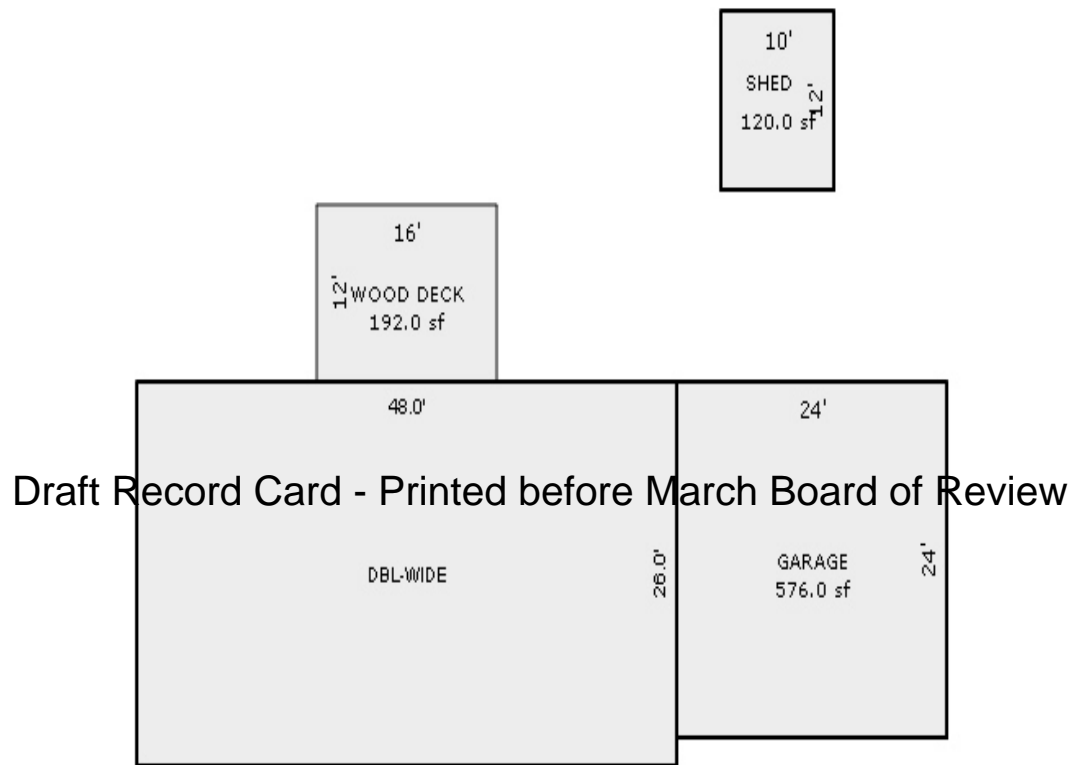 10'
SHED
12'
120.0 sf
16'
12'
WOOD DECK
192.0 sf
48.0'
24'
Draft Record Card - Printed before March Board of Review
26.0'
24'
DBL-WIDE
GARAGE
576.0 sf